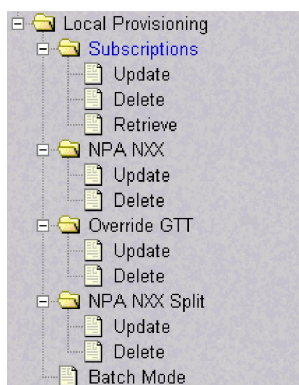 Local Provisioning
Subscriptions
Update
Delete
Retrieve
NPA NXX
Update
Delete
Override GTT
Update
Delete
NPA NXX Split
Update
Delete
Batch Mode